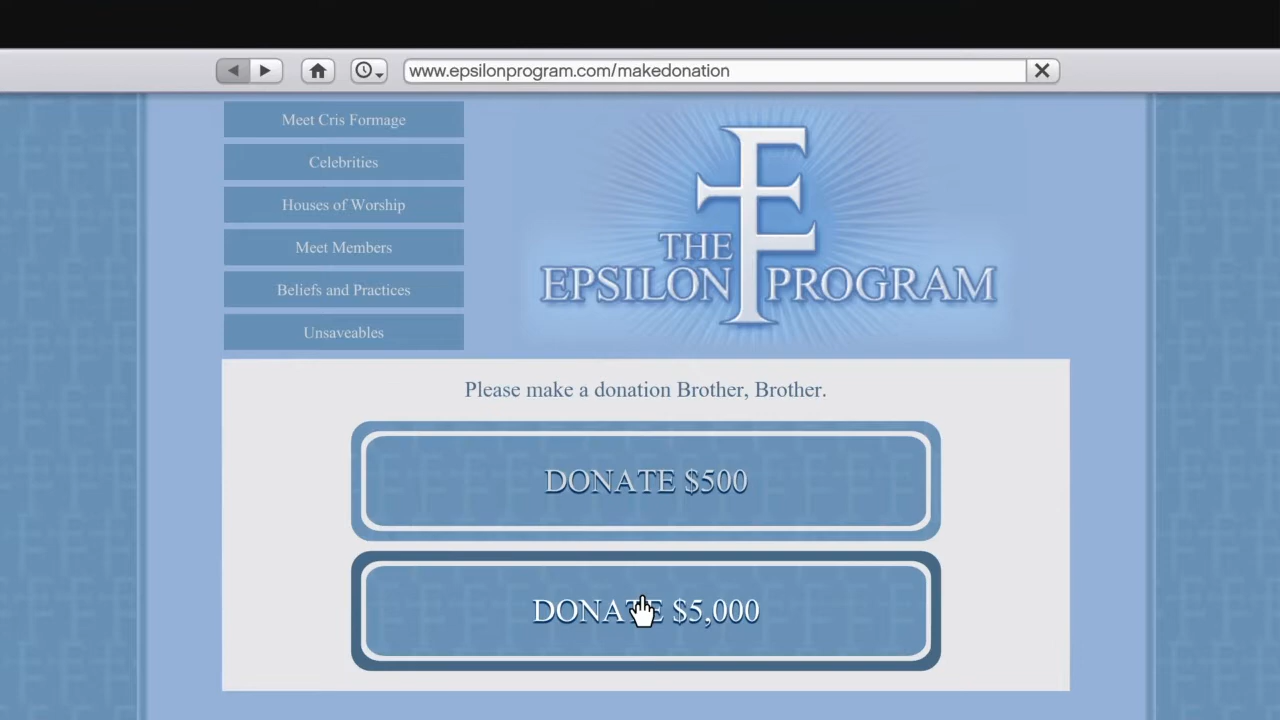 www.epsilonprogram.com/makedonation
Meet Cris Formage
Celebrities
Houses of Worship
Meet Members
Beliefs and Practices
Unsaveables
THE
EPSILON PROGRAM
Please make a donation Brother, Brother.
DONATE $500
DONATE $5,000